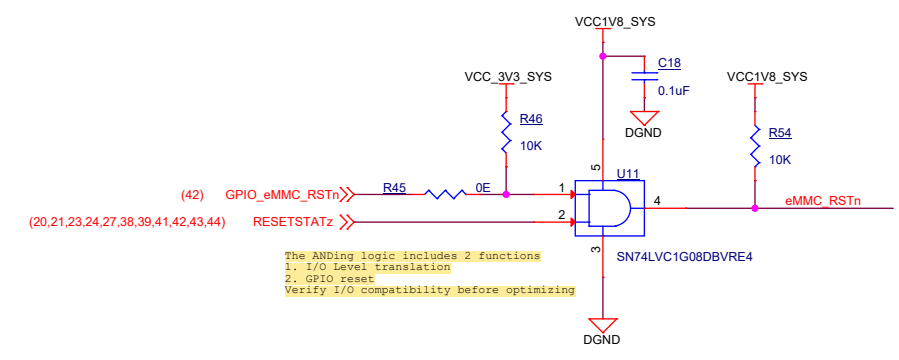 VCC1V8_SYS
VCC_3V3_SYS
C18
VCC1V8_SYS
0.1uF
R46
DGND
R54
10K
10K
5
U11
(42) GPIO_eMMC_RSTn
R45 0E
1
4
eMMC_RSTn
(20,21,23,24,27,38,39,41,42,43,44) RESETSTATz
2
3
SN74LVC1G08DBVRE4
The ANDing logic includes 2 functions
1. I/O Level translation
2. GPIO reset
Verify I/O compatibility before optimizing
DGND